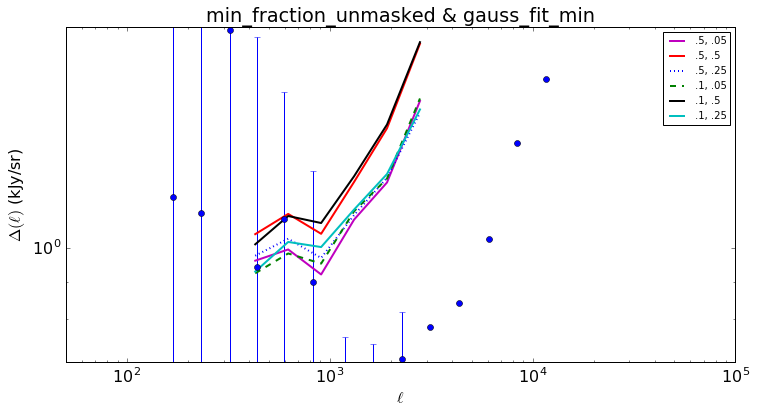 min_fraction_unmasked & gauss_fit_min
Δ(ℓ) (kJy/sr)
10⁰
.5, .05
.5, .5
.5, .25
.1, .05
.1, .5
.1, .25
10² 10³ 10⁴ 10⁵
ℓ